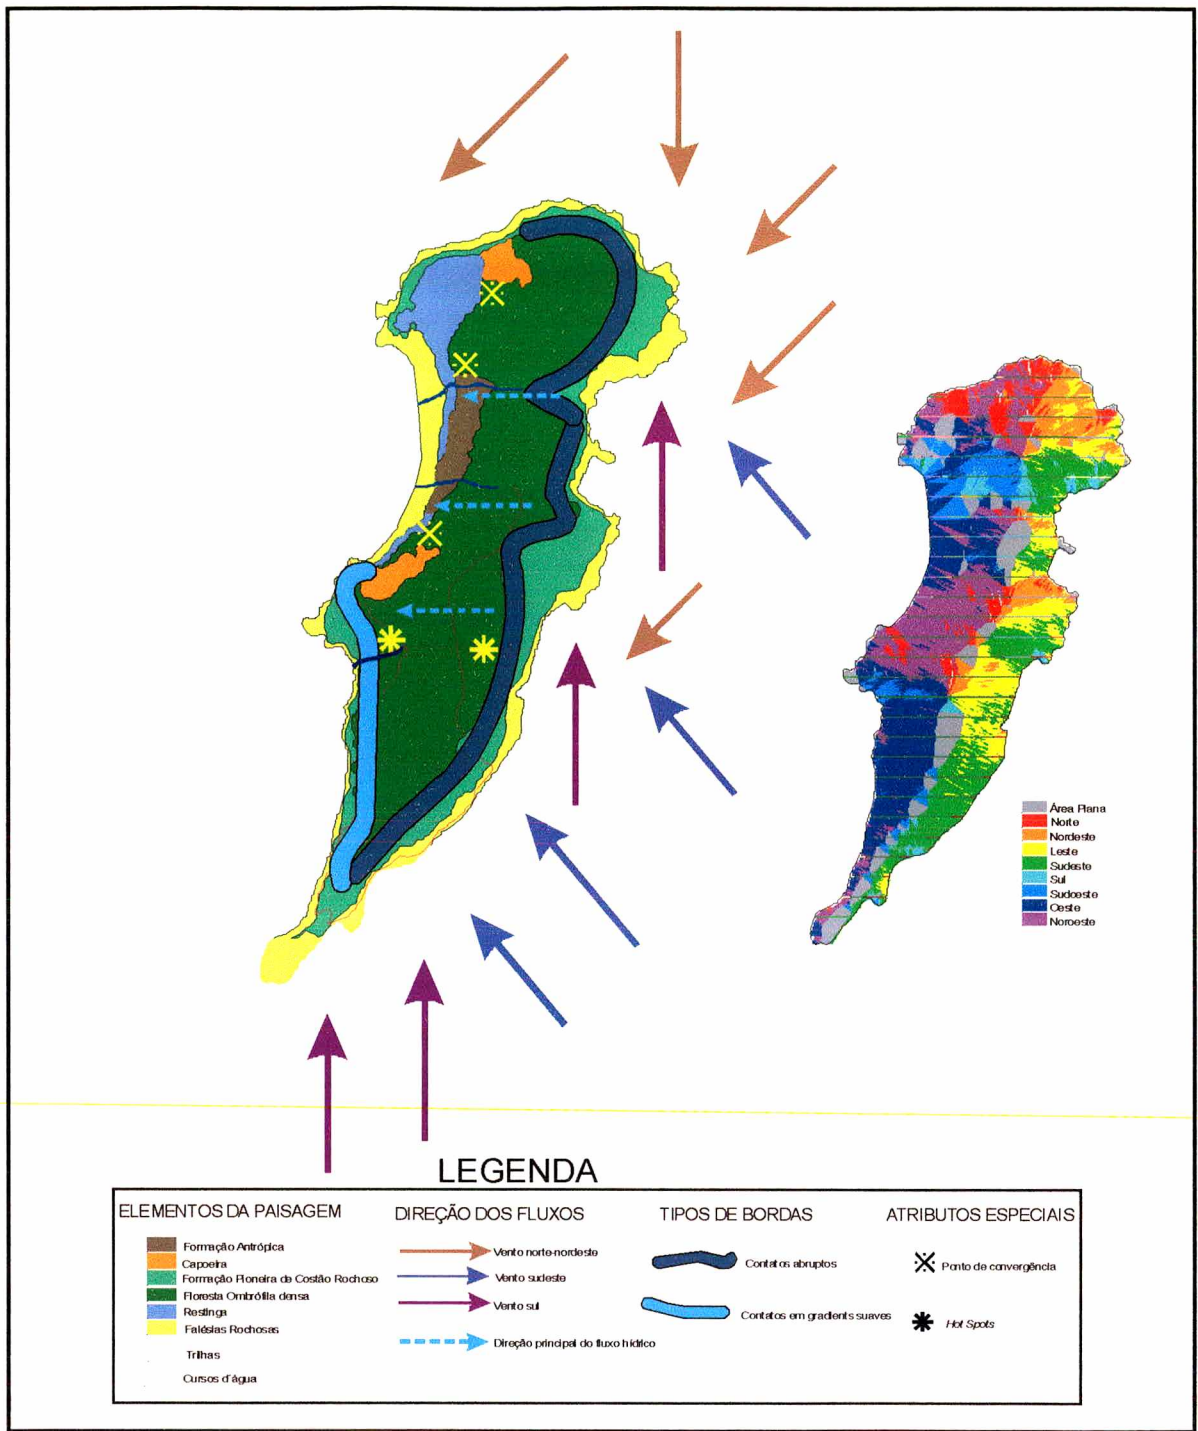 Área Plana
Norte
Nordeste
Leste
Sudeste
Sul
Sudoeste
Oeste
Noroeste
LEGENDA
ELEMENTOS DA PAISAGEM
Formação Antrópica
Capoeira
Formação Pioneira de Costão Rochoso
Floresta Ombrófila densa
Restinga
Falésias Rochosas
Trilhas
Cursos d'água
DIREÇÃO DOS FLUXOS
Vento norte-nordeste
Vento sudeste
Vento sul
Direção principal do fluxo hídrico
TIPOS DE BORDAS
Contatos abruptos
Contatos em gradients suaves
ATRIBUTOS ESPECIAIS
Ponto de convergência
Hot Spots